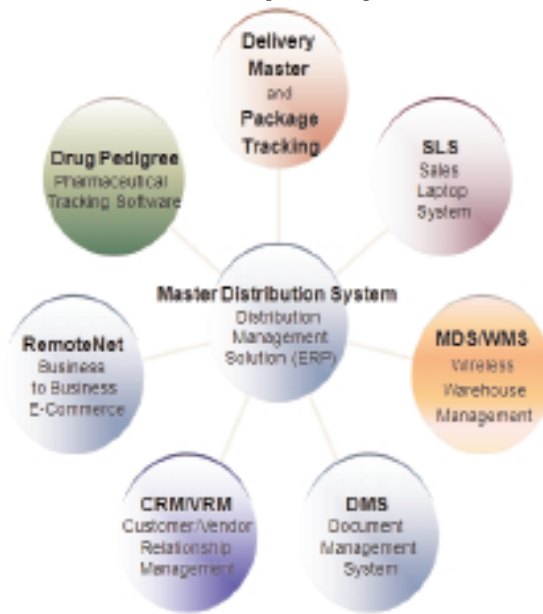 Delivery
Master
and
Package
Tracking
SLS
Sales
Laptop
System
MDS/WMS
Wireless
Warehouse
Management
DMS
Document
Management
System
CRM/VRM
Customer/Vendor
Relationship
Management
RemoteNet
Business
to Business
E-Commerce
Drug Pedigree
Pharmaceutical
Tracking Software
Master Distribution System
Distribution
Management
Solution (ERP)